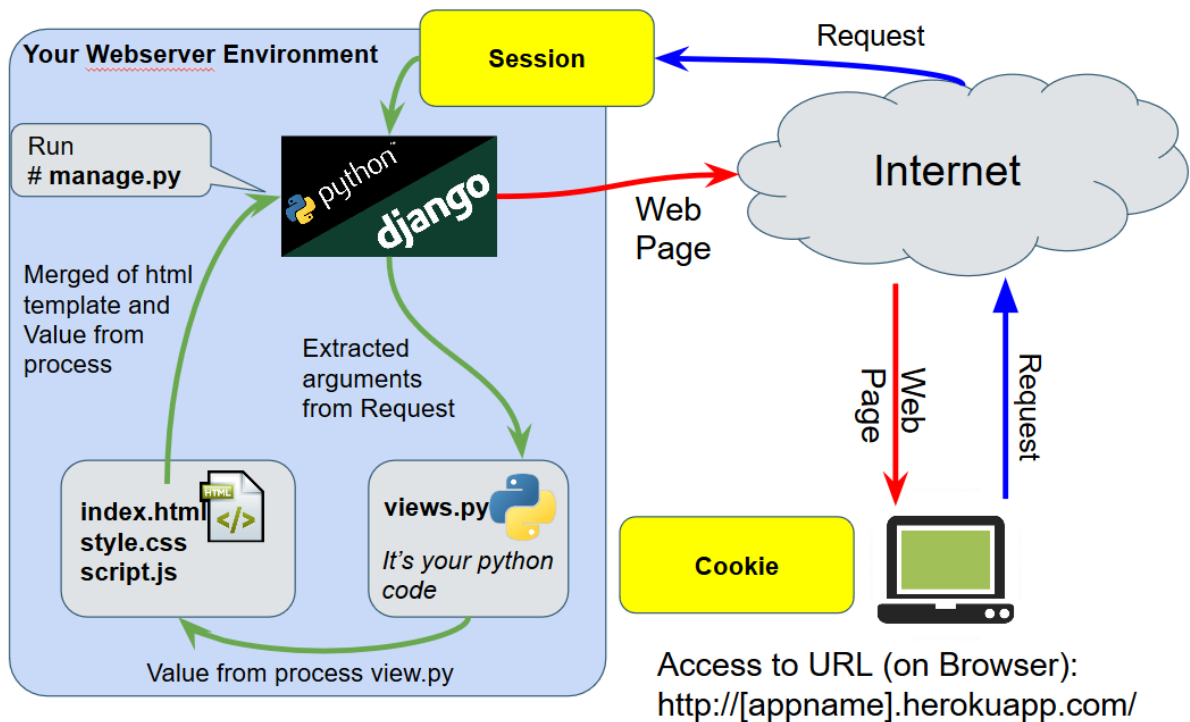 Your Webserver Environment
Session
Request
Run
# manage.py
python™
django
Internet
Web
Page
Merged of html
template and
Value from
process
Extracted
arguments
from Request
Web
Page
Request
index.html
style.css
script.js
HTML
</>
views.py
It's your python
code
Cookie
Value from process view.py
Access to URL (on Browser):
http://[appname].herokuapp.com/